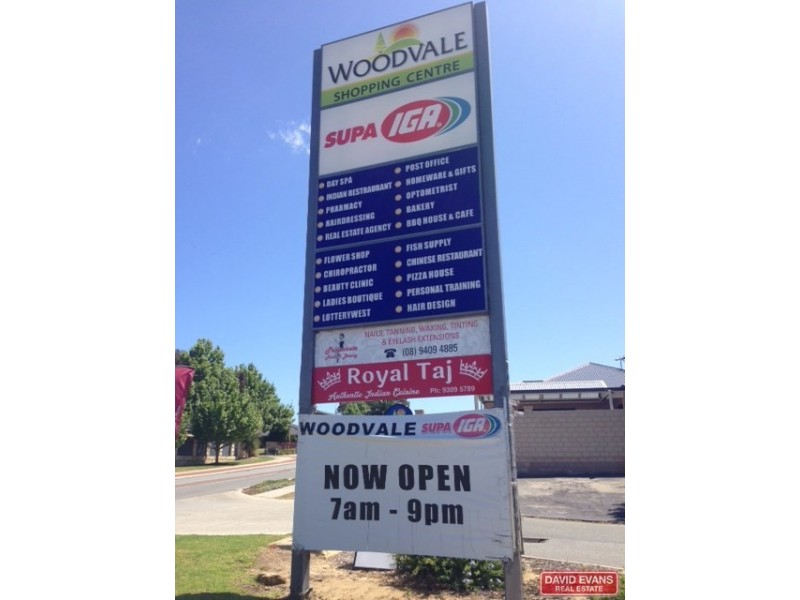 WOODVALE
SHOPPING CENTRE
SUPA IGA
DAY SPA
INDIAN RESTRAURANT
PHARMACY
HAIRDRESSING
REAL ESTATE AGENCY
POST OFFICE
HOMEWARE & GIFTS
OPTOMETRIST
BAKERY
BBQ HOUSE & CAFE
FLOWER SHOP
CHIROPRACTOR
BEAUTY CLINIC
LADIES BOUTIQUE
LOTTERYWEST
FISH SUPPLY
CHINESE RESTAURANT
PIZZA HOUSE
PERSONAL TRAINING
HAIR DESIGN
NAILS, TANNING, WAXING, TINTING
& EYELASH EXTENSIONS
(08) 9409 4885
Royal Taj
Authentic Indian Cuisine
Ph: 9309 5789
WOODVALE SUPA IGA
NOW OPEN
7am - 9pm
DAVID EVANS
REAL ESTATE